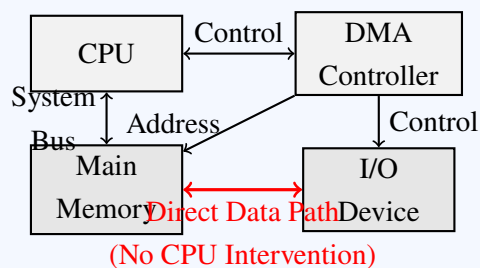 CPU
Control
DMA
Controller
System
Bus
Address
Control
Main
Memory
Direct Data Path
I/O
Device
(No CPU Intervention)